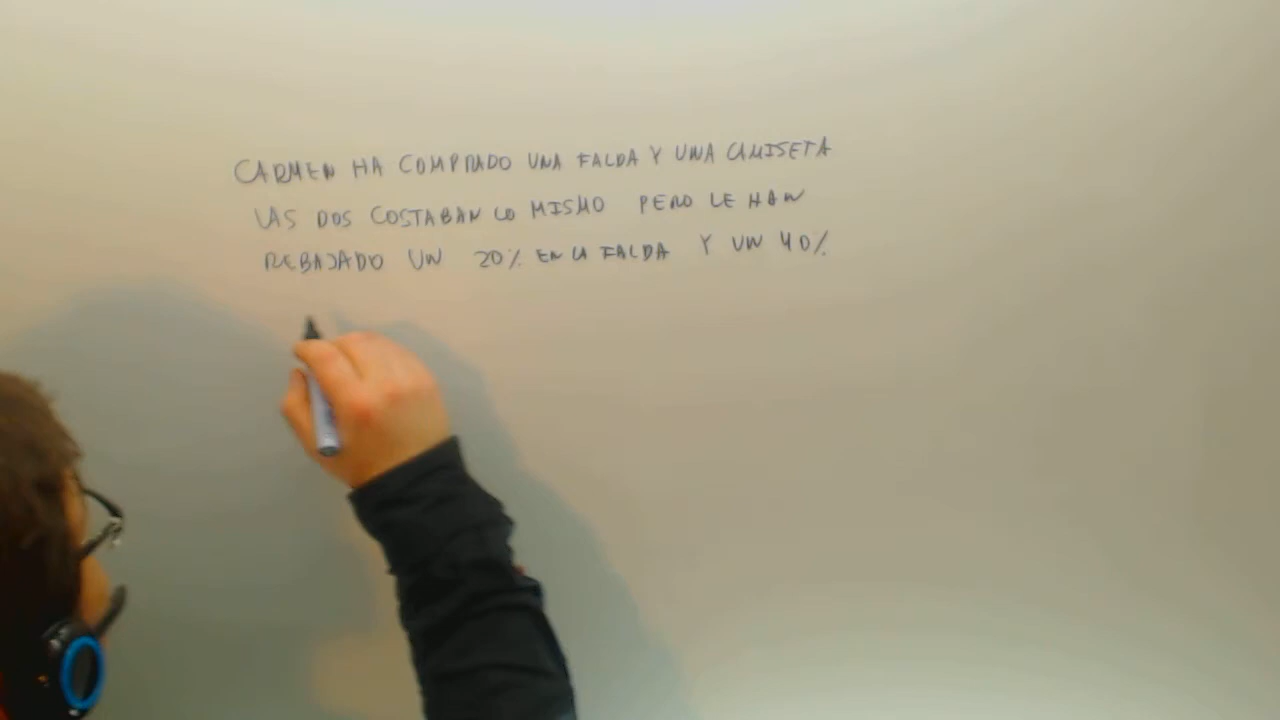 CARMEN HA COMPRADO UNA FALDA Y UNA CAMISETA
LAS DOS COSTABAN LO MISMO PERO LE HAN
REBAJADO UN 20% EN LA FALDA Y UN 40%